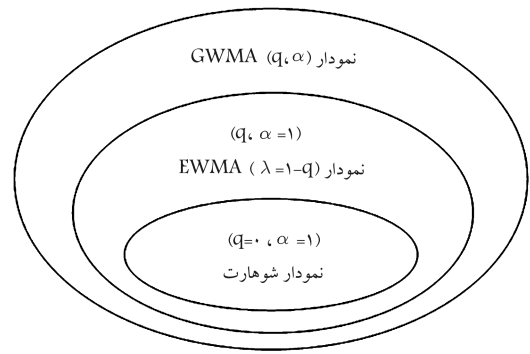 نمودار GWMA (q، α)
(q، α =۱)
نمودار EWMA ( λ =۱-q)
(q=۰ ، α =۱)
نمودار شوهارت